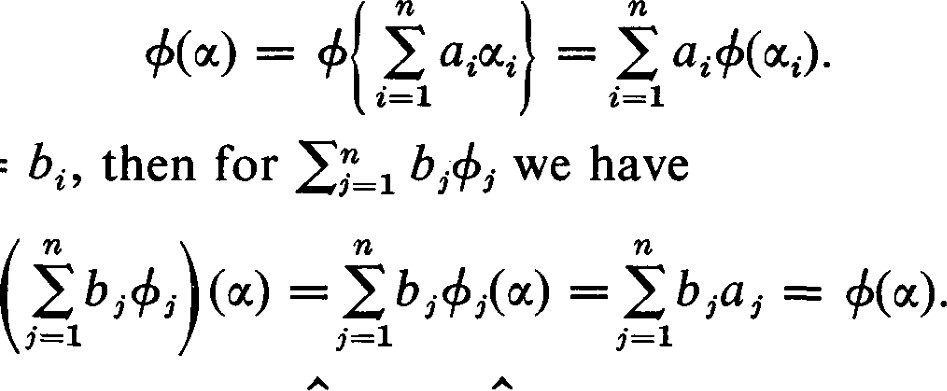 ϕ(α) = ϕ{∑_{i=1}^{n} a_iα_i} = ∑_{i=1}^{n} a_iϕ(α_i).
= b_i, then for ∑_{j=1}^{n} b_jϕ_j we have
(∑_{j=1}^{n} b_jϕ_j)(α) = ∑_{j=1}^{n} b_jϕ_j(α) = ∑_{j=1}^{n} b_ja_j = ϕ(α).